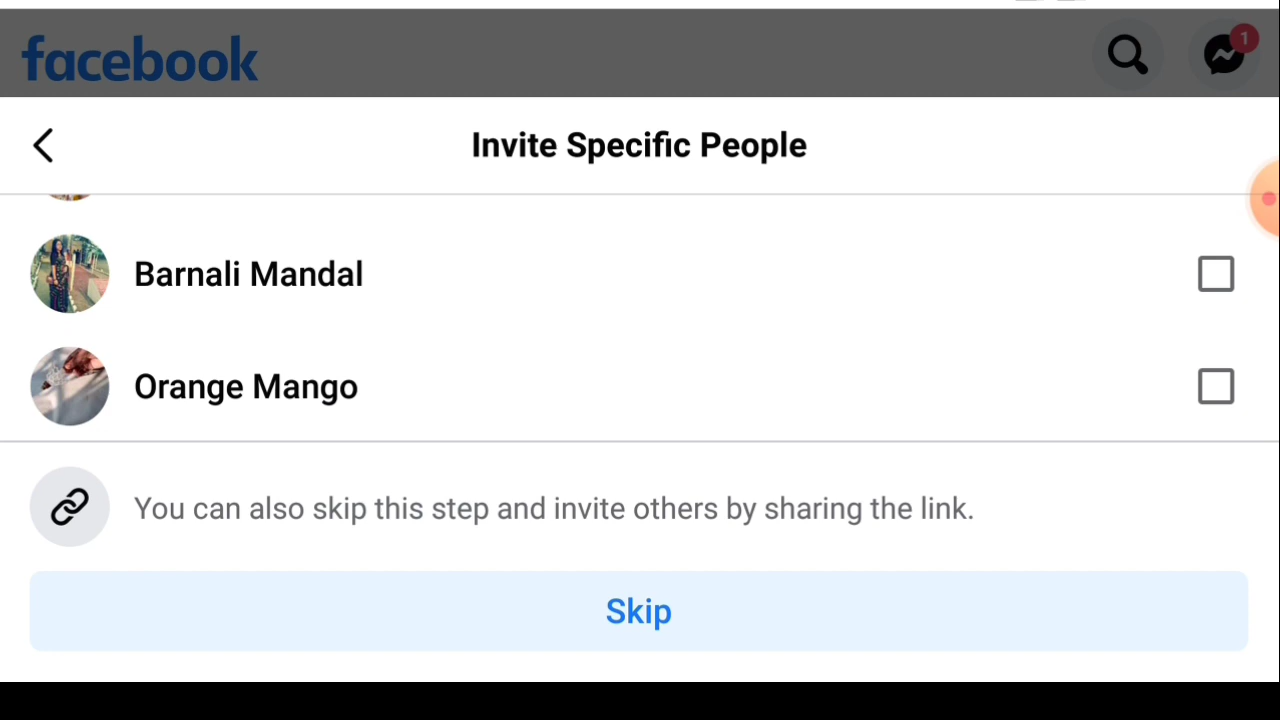 facebook
1
Invite Specific People
Barnali Mandal
Orange Mango
You can also skip this step and invite others by sharing the link.
Skip